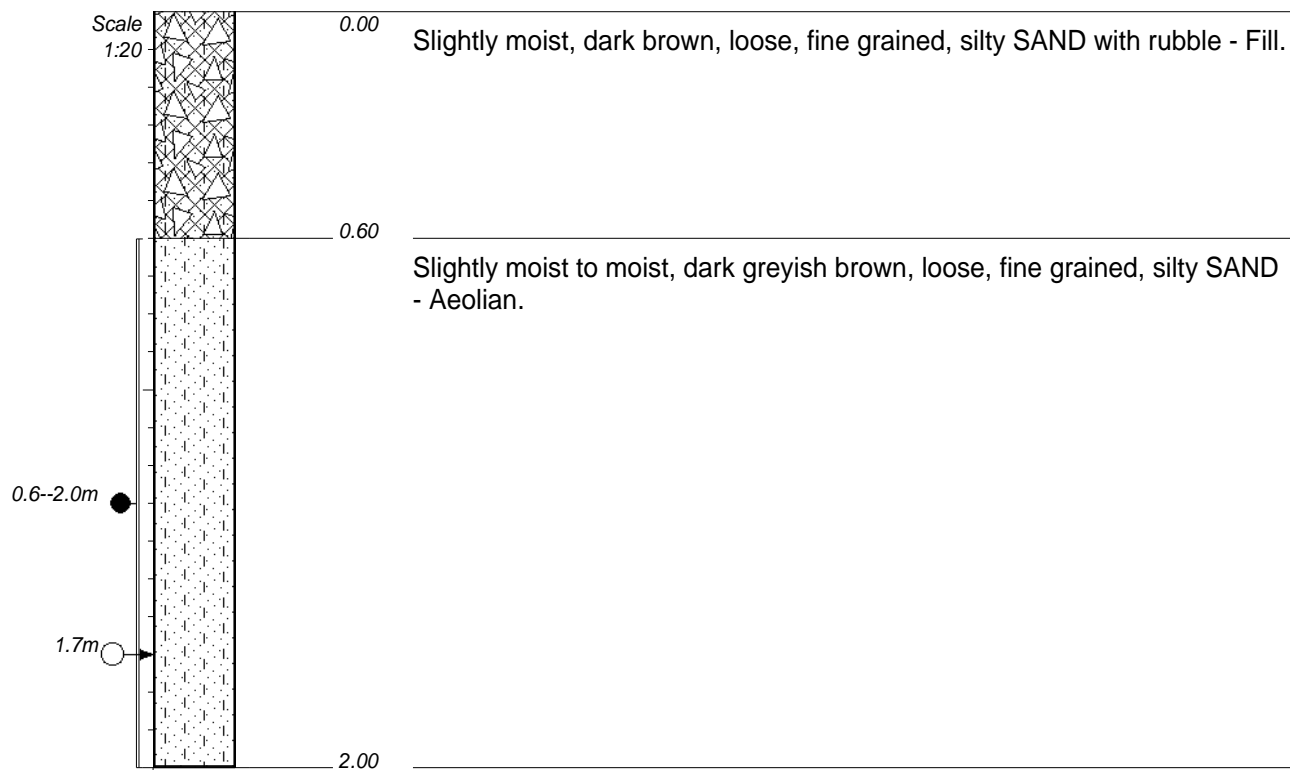 Scale
1:20
0.00
Slightly moist, dark brown, loose, fine grained, silty SAND with rubble - Fill.
0.60
Slightly moist to moist, dark greyish brown, loose, fine grained, silty SAND
- Aeolian.
0.6--2.0m
1.7m
2.00